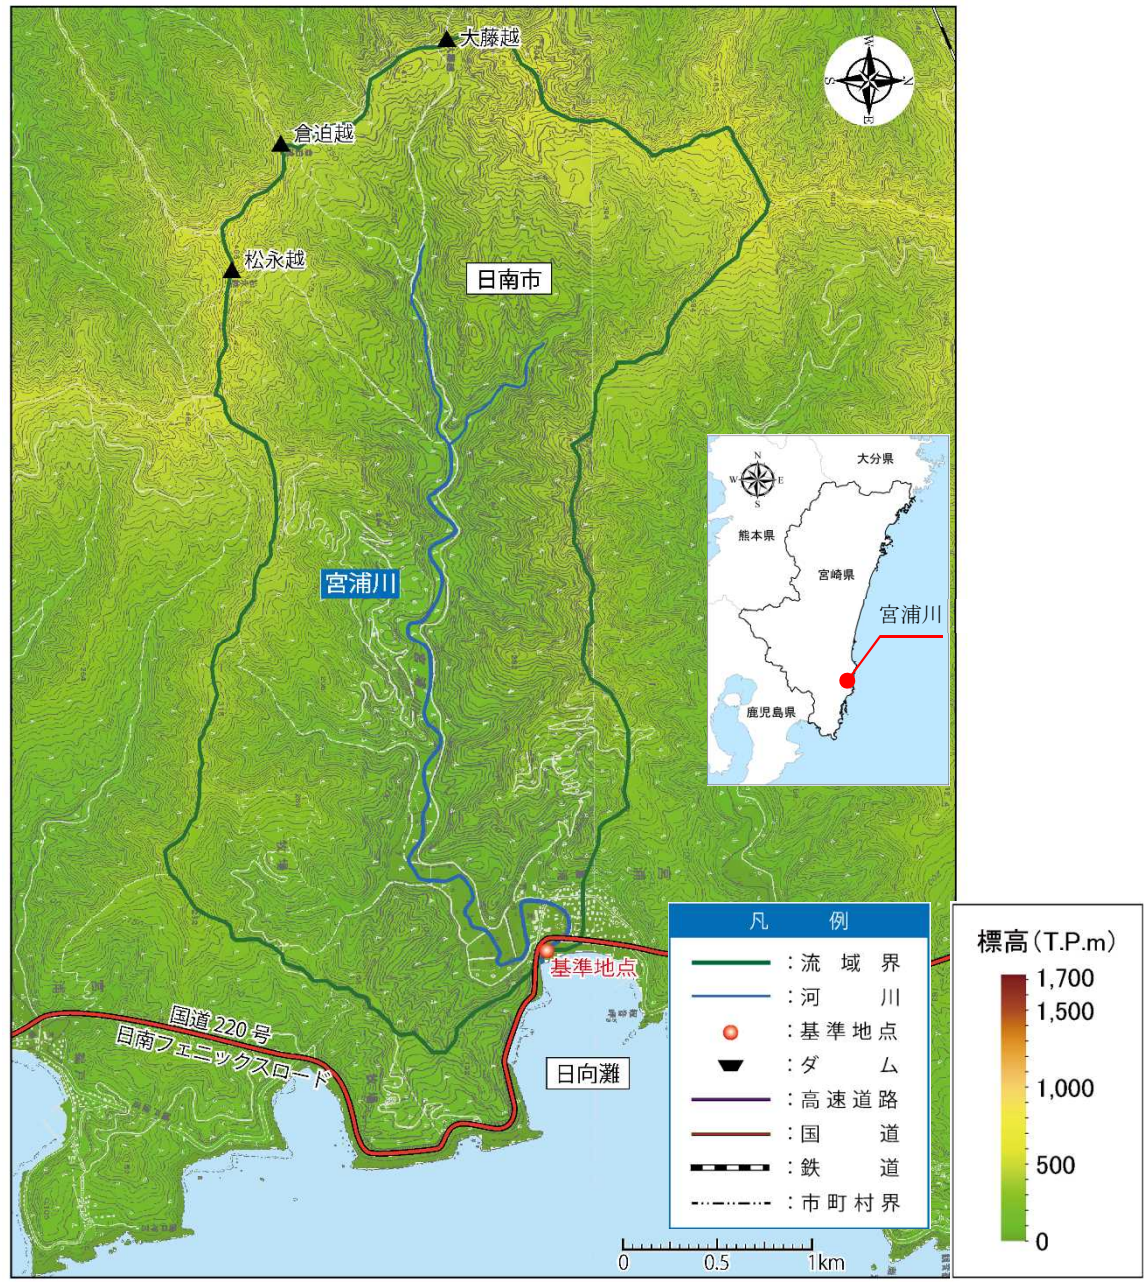 大藤越
W
S
N
E
倉迫越
松永越
日南市
N
W
E
S
大分県
熊本県
宮崎県
宮浦川
鹿児島県
宮浦川
基準地点
国道 220 号
日南フェニックスロード
日向灘
凡 例
：流 域 界
：河 川
：基 準 地 点
：ダ ム
：高 速 道 路
：国 道
：鉄 道
：市 町 村 界
0 0.5 1km
標高(T.P.m)
1,700
1,500
1,000
500
0